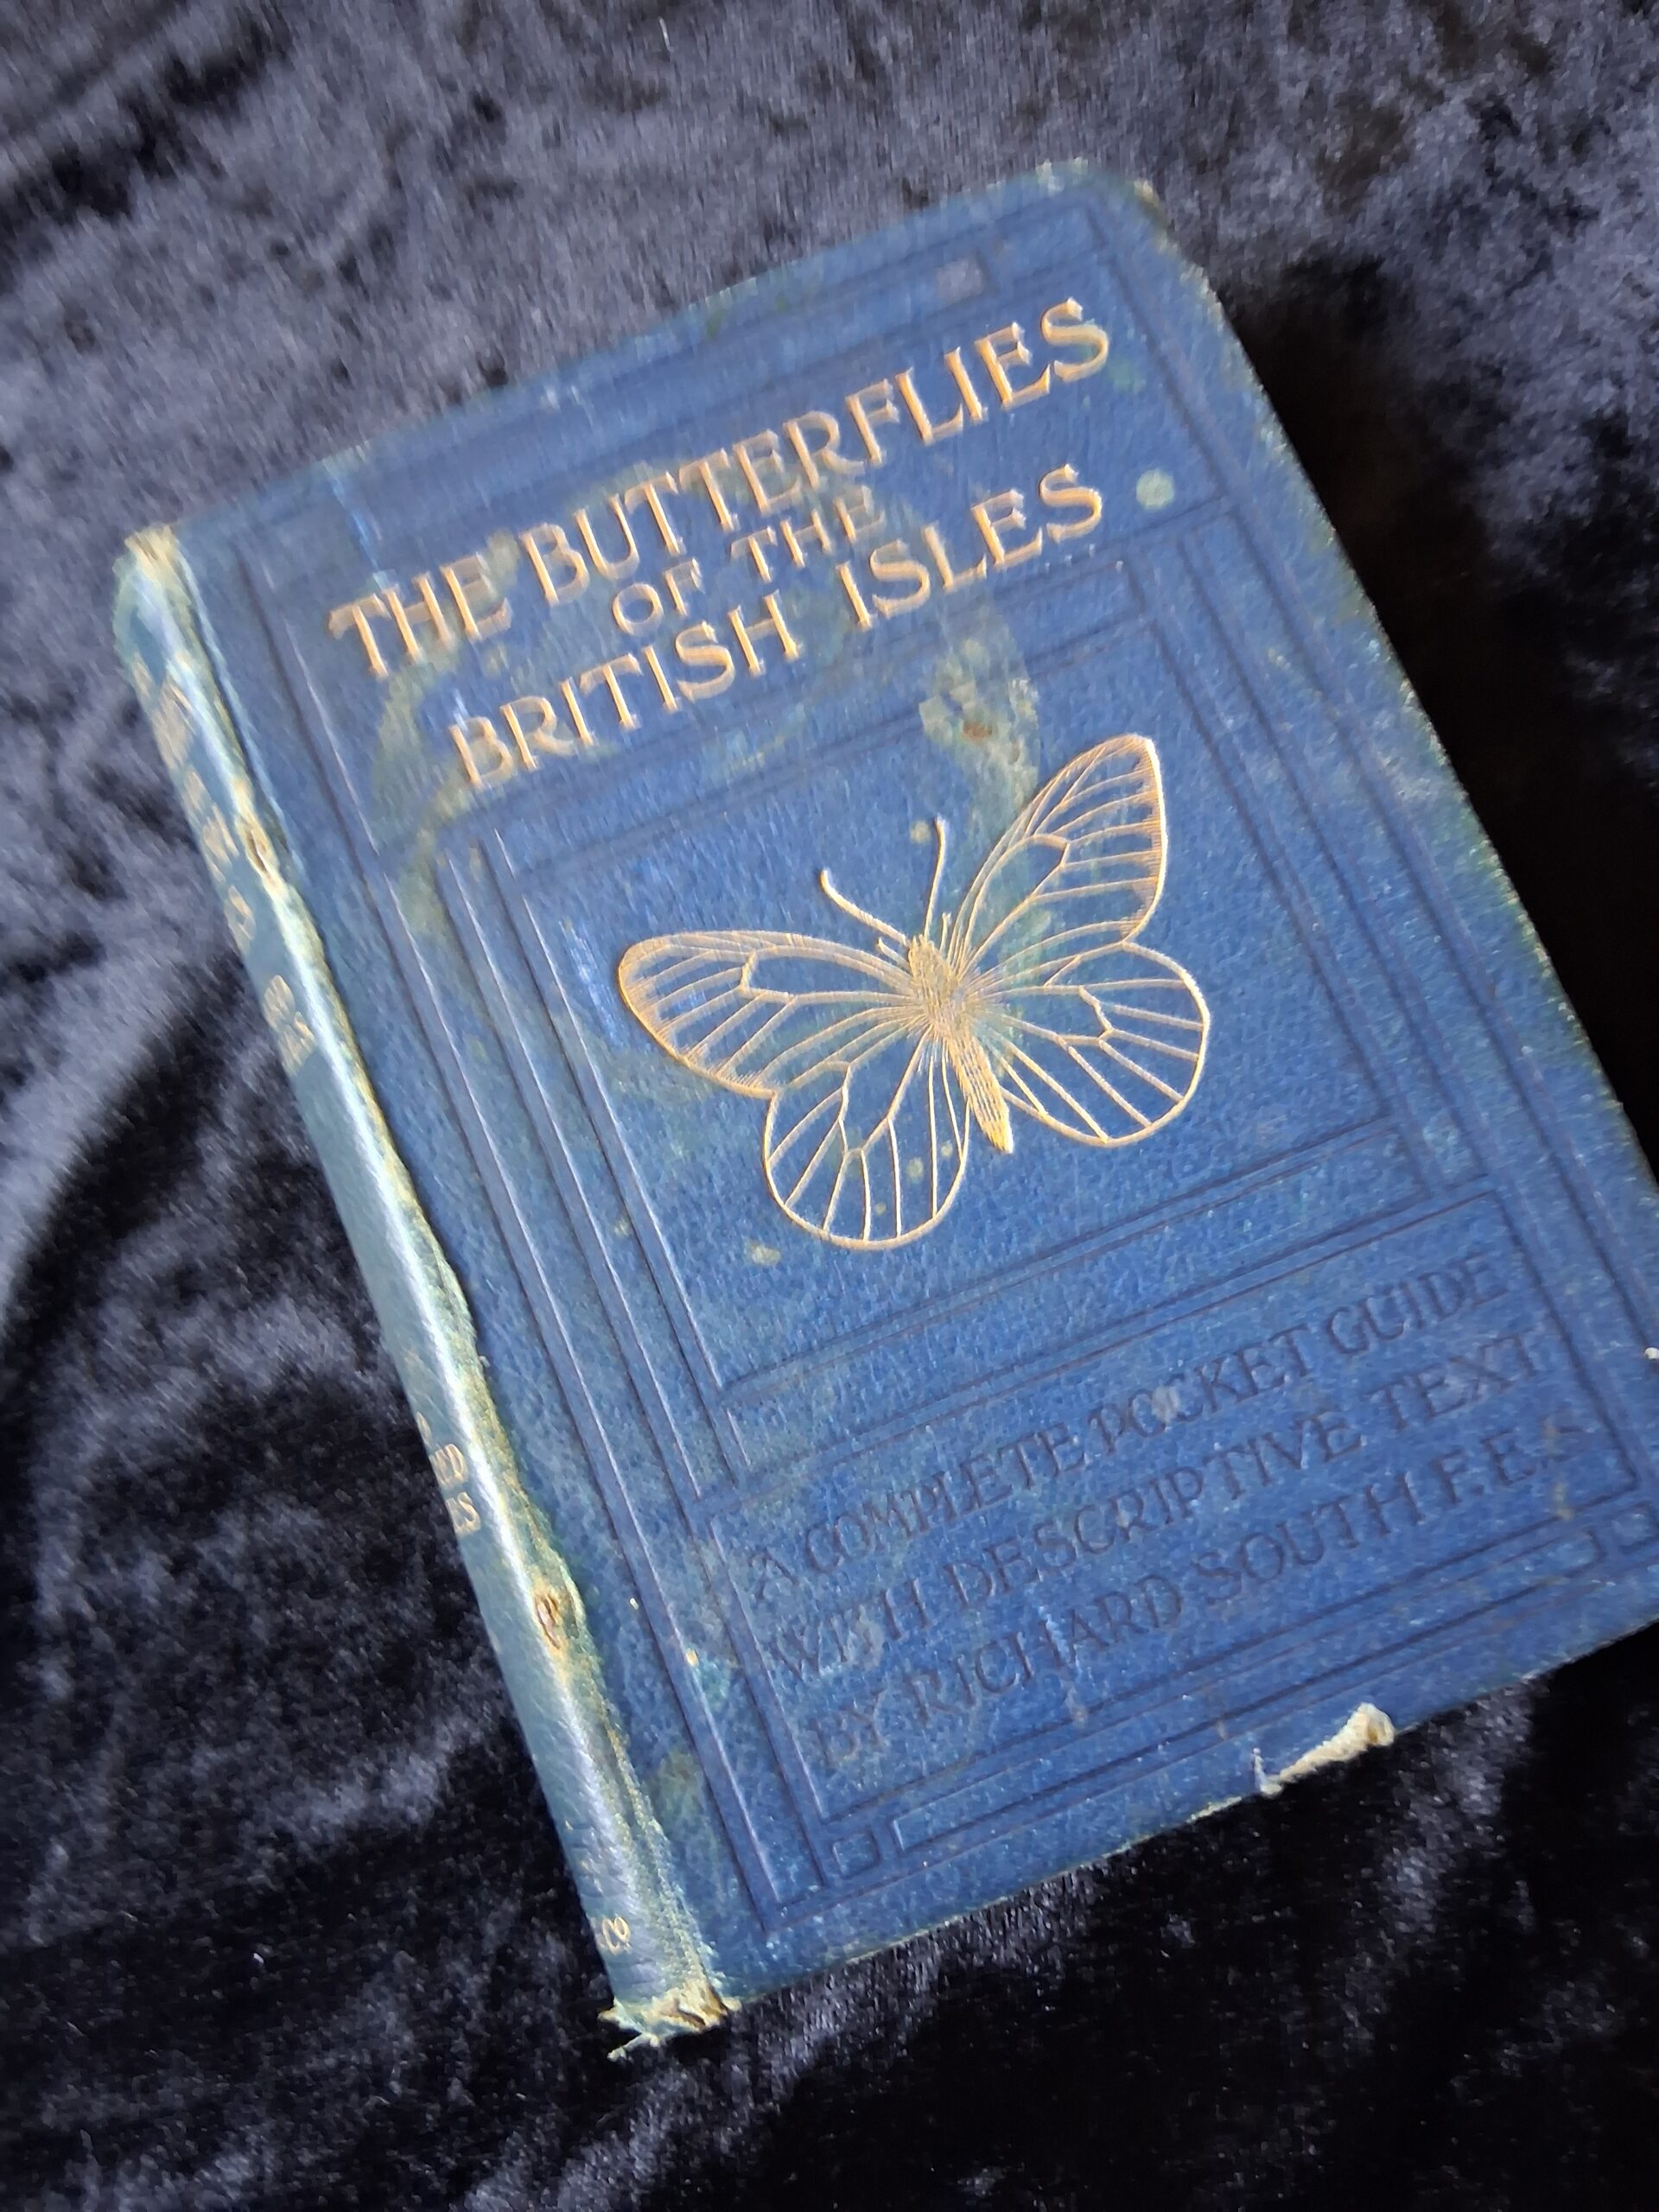 THE BUTTERFLIES
OF THE
BRITISH ISLES
A COMPLETE POCKET GUIDE
WITH DESCRIPTIVE TEXT
BY RICHARD SOUTH F.E.S.